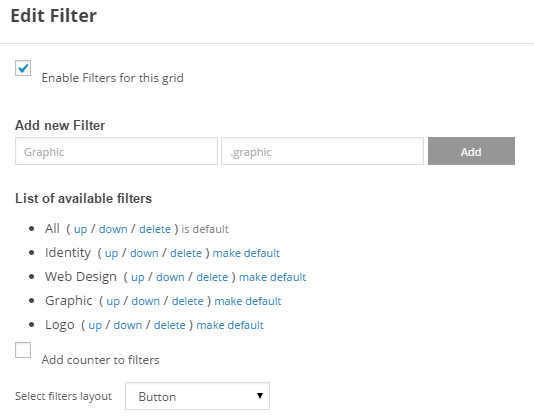 Edit Filter
Enable Filters for this grid
Add new Filter
Graphic .graphic Add
List of available filters
All ( up / down / delete ) is default
Identity ( up / down / delete ) make default
Web Design ( up / down / delete ) make default
Graphic ( up / down / delete ) make default
Logo ( up / down / delete ) make default
Add counter to filters
Select filters layout Button